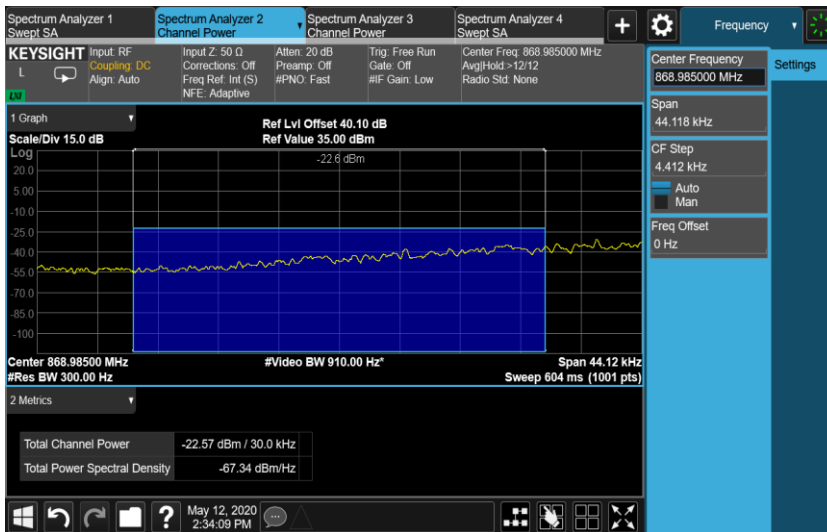 Spectrum Analyzer 1
Swept SA
Spectrum Analyzer 2
Channel Power
Spectrum Analyzer 3
Channel Power
Spectrum Analyzer 4
Swept SA
+
Frequency
KEYSIGHT
L
LXI
Input: RF
Coupling: DC
Align: Auto
Input Z: 50 Ω
Corrections: Off
Freq Ref: Int (S)
NFE: Adaptive
Atten: 20 dB
Preamp: Off
#PNO: Fast
Trig: Free Run
Gate: Off
#IF Gain: Low
Center Freq: 868.985000 MHz
Avg|Hold:>12/12
Radio Std: None
Center Frequency
868.985000 MHz
Settings
Span
44.118 kHz
CF Step
4.412 kHz
Auto
Man
Freq Offset
0 Hz
1 Graph
Scale/Div 15.0 dB
Ref Lvl Offset 40.10 dB
Ref Value 35.00 dBm
Log
-22.6 dBm
20.0
5.00
-10.0
-25.0
-40.0
-55.0
-70.0
-85.0
-100
Center 868.98500 MHz
#Video BW 910.00 Hz*
Span 44.12 kHz
#Res BW 300.00 Hz
Sweep 604 ms (1001 pts)
2 Metrics
Total Channel Power -22.57 dBm / 30.0 kHz
Total Power Spectral Density -67.34 dBm/Hz
?
May 12, 2020
2:34:09 PM